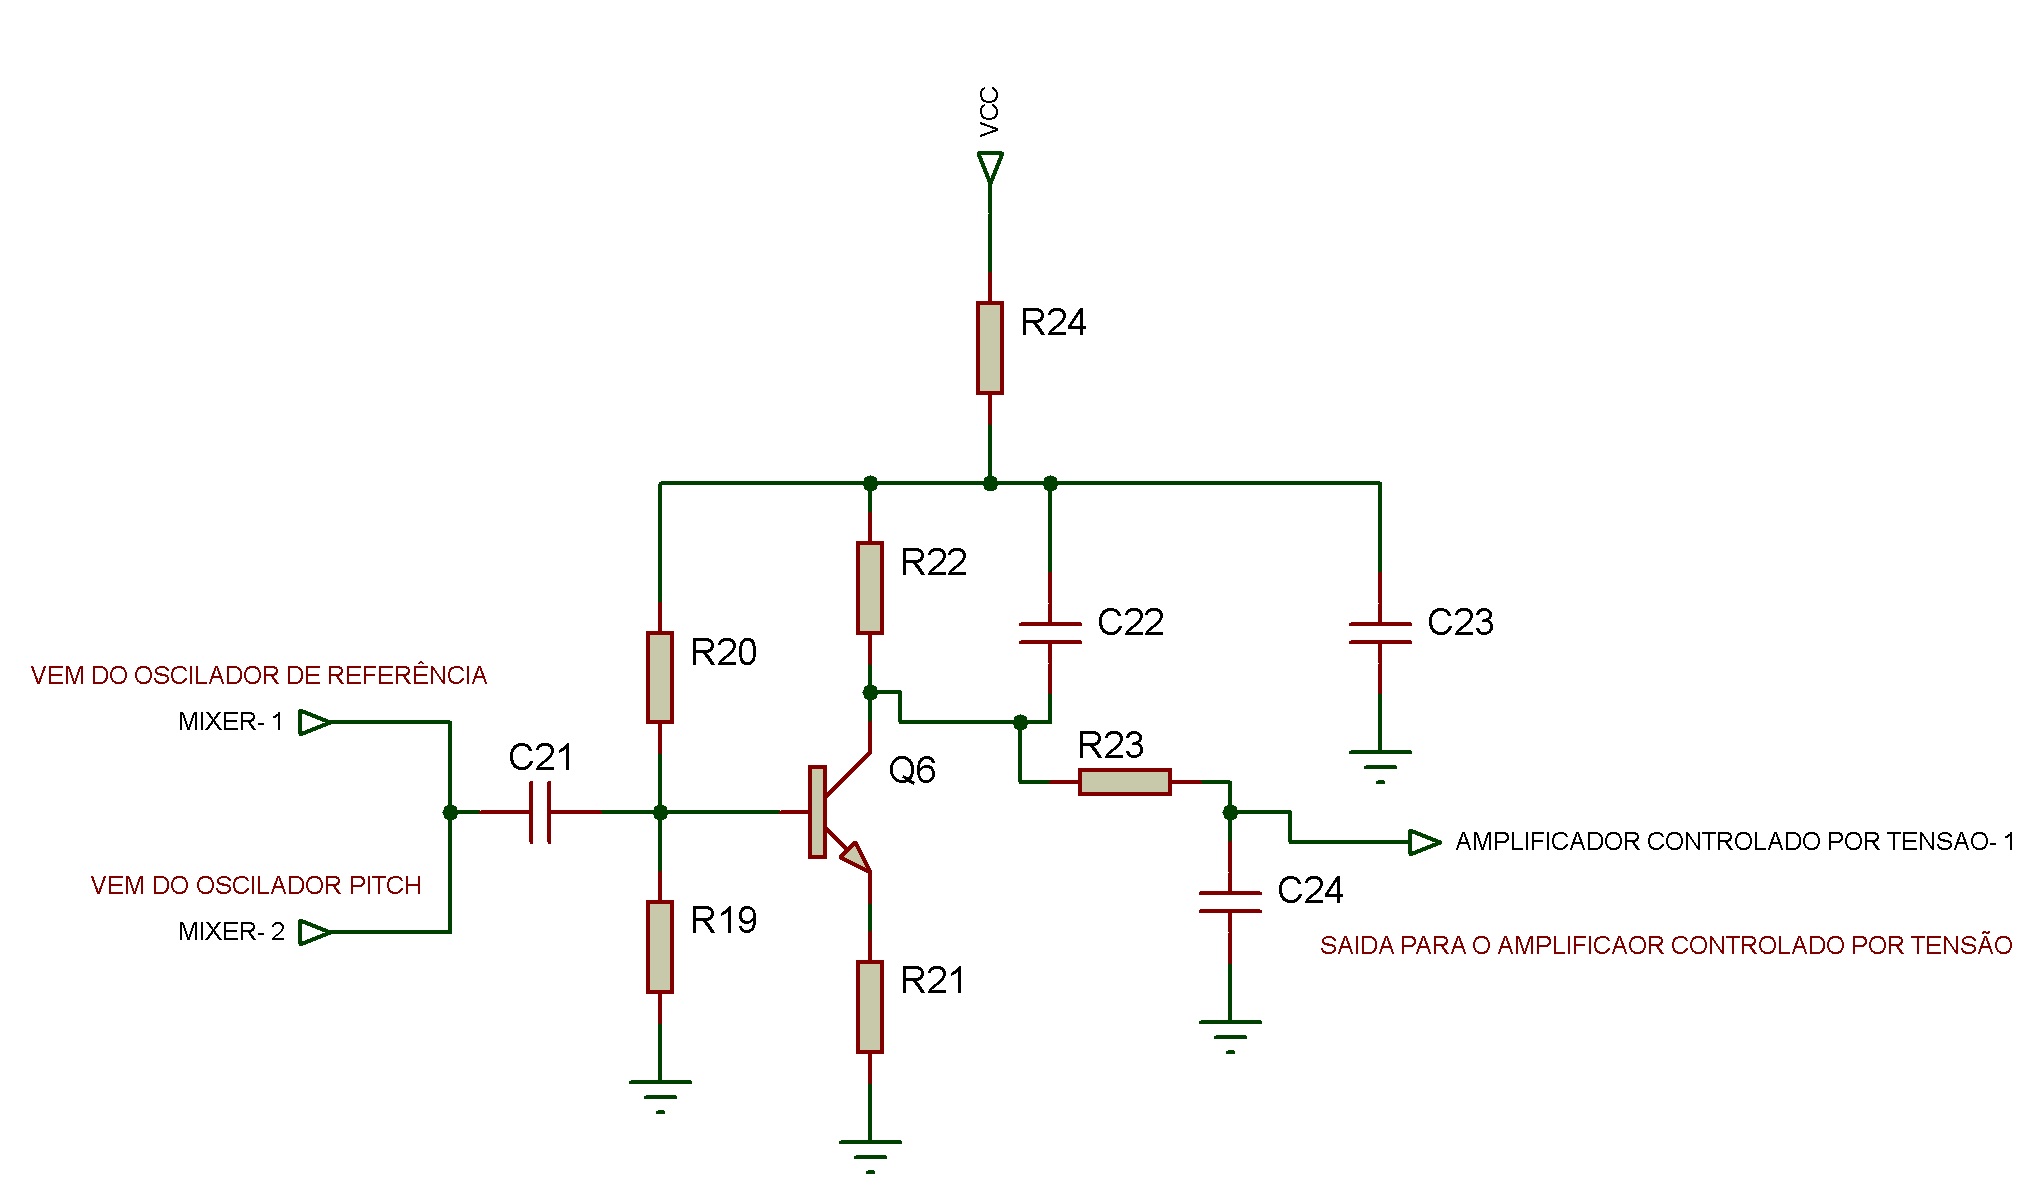 VCC
R24
R22
C22
C23
R20
VEM DO OSCILADOR DE REFERÊNCIA
MIXER- 1
C21
R23
Q6
VEM DO OSCILADOR PITCH
MIXER- 2
R19
AMPLIFICADOR CONTROLADO POR TENSAO- 1
C24
SAIDA PARA O AMPLIFICAOR CONTROLADO POR TENSÃO
R21